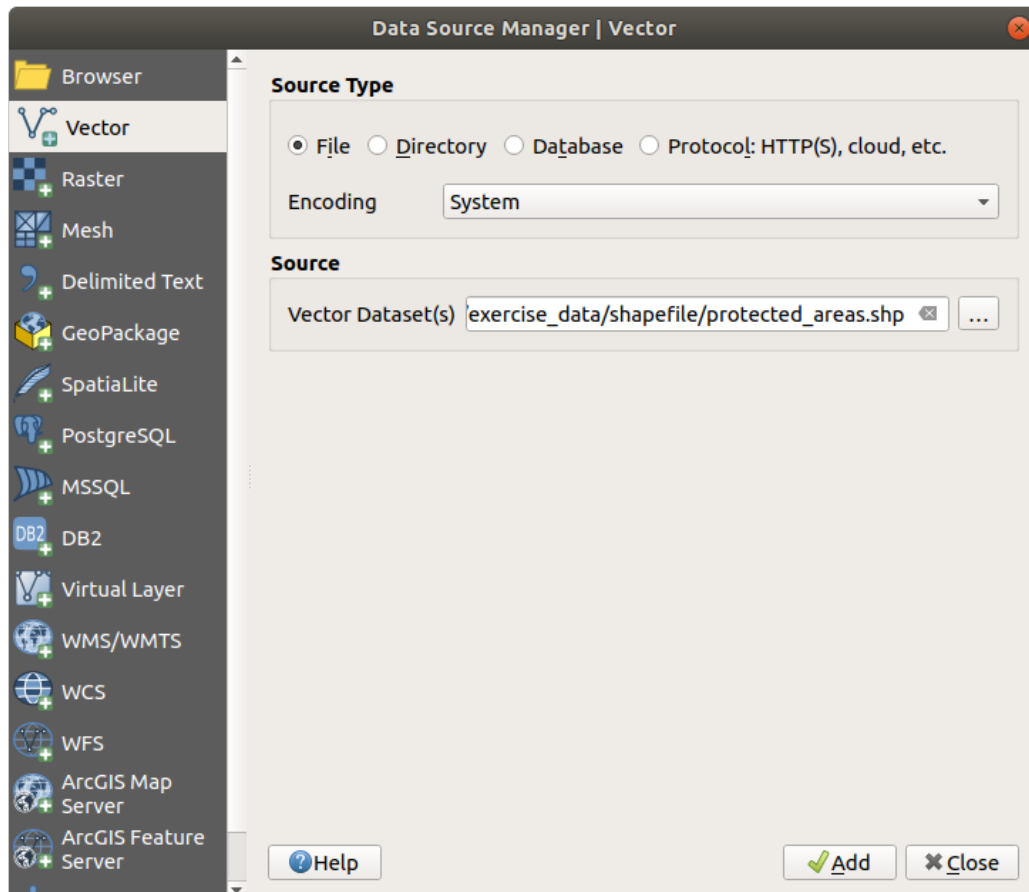 Data Source Manager | Vector
Browser
Vector
Raster
Mesh
Delimited Text
GeoPackage
SpatiaLite
PostgreSQL
MSSQL
DB2
DB2
Virtual Layer
WMS/WMTS
WCS
WFS
ArcGIS Map
Server
ArcGIS Feature
Server
Source Type
File Directory Database Protocol: HTTP(S), cloud, etc.
Encoding System
Source
Vector Dataset(s) exercise_data/shapefile/protected_areas.shp ...
Help Add Close